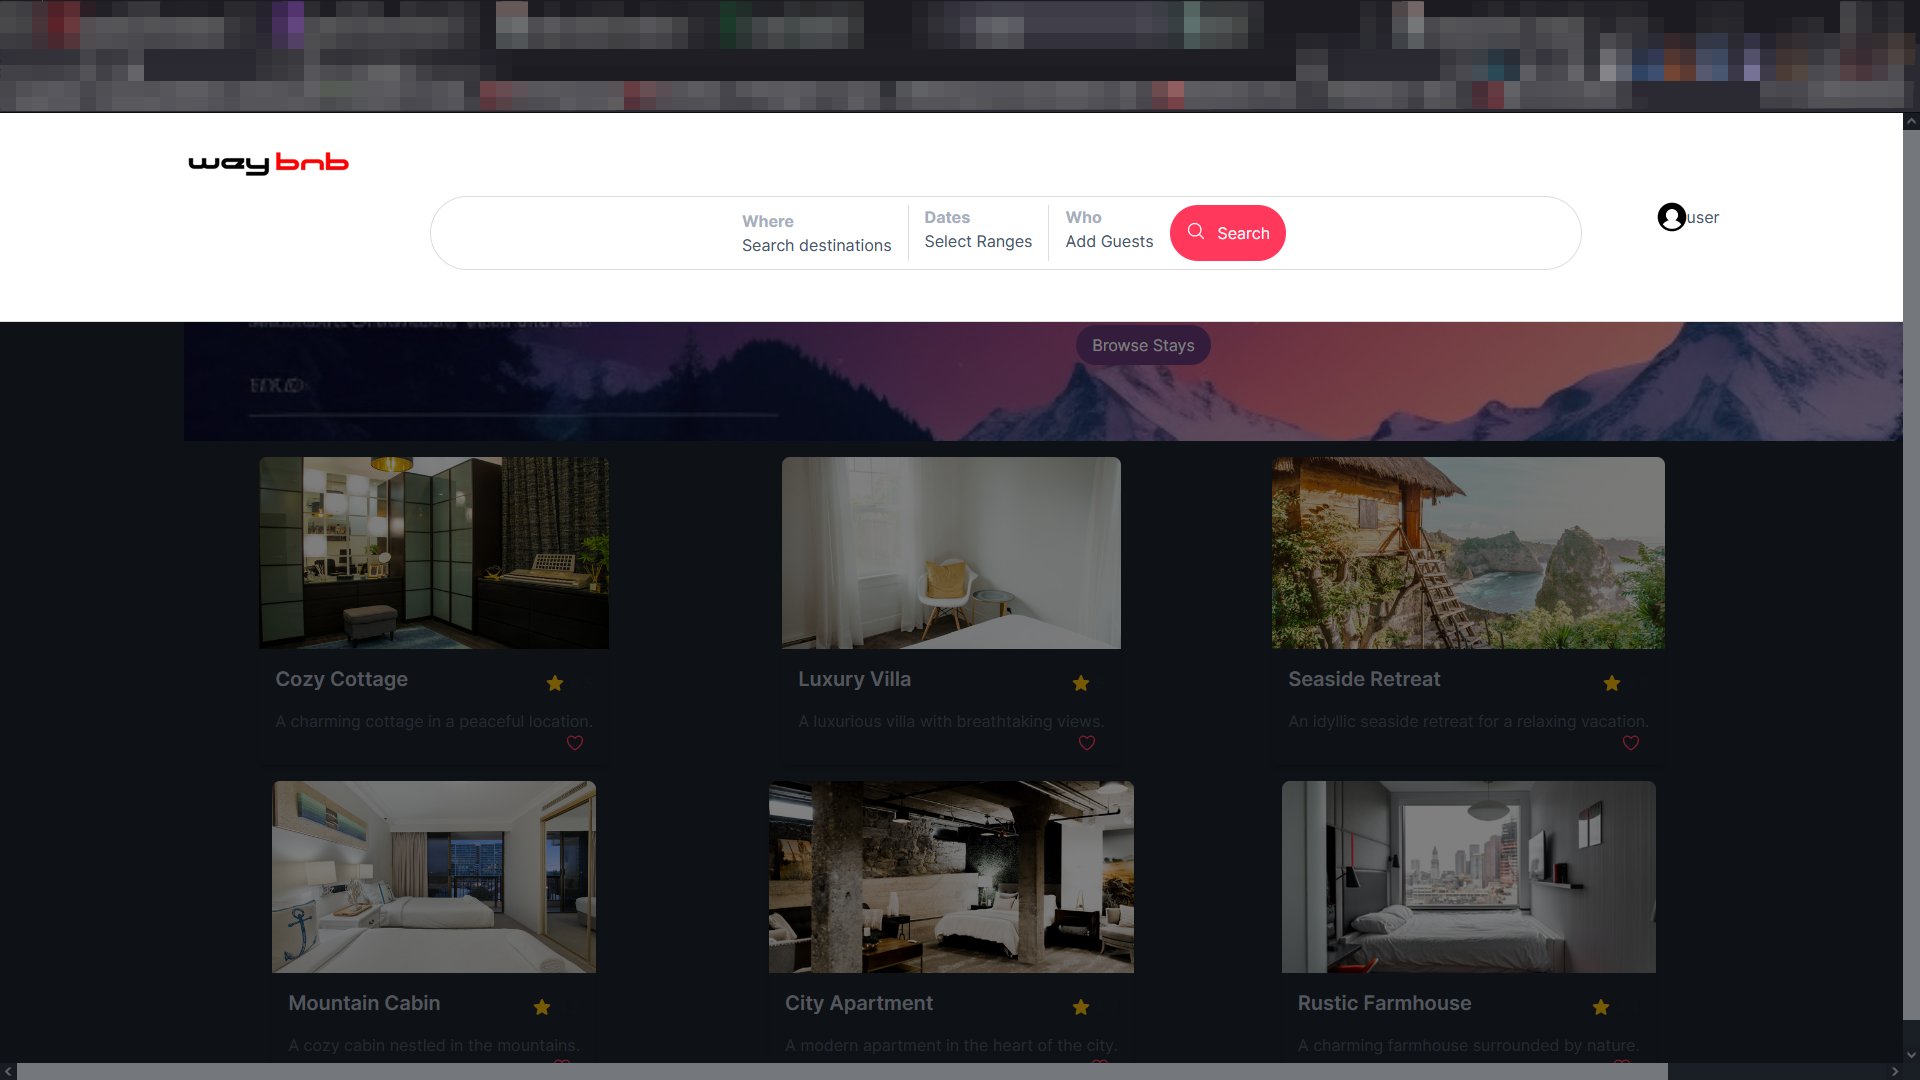 way bnb
Where
Search destinations
Dates
Select Ranges
Who
Add Guests
Search
user
Browse Stays
Cozy Cottage
A charming cottage in a peaceful location.
Luxury Villa
A luxurious villa with breathtaking views.
Seaside Retreat
An idyllic seaside retreat for a relaxing vacation.
Mountain Cabin
A cozy cabin nestled in the mountains.
City Apartment
A modern apartment in the heart of the city.
Rustic Farmhouse
A charming farmhouse surrounded by nature.